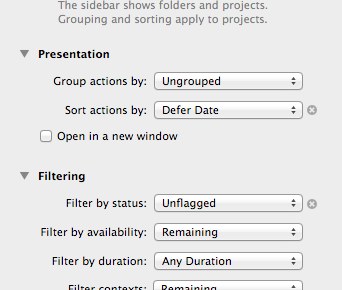 The sidebar shows folders and projects.
Grouping and sorting apply to projects.
Presentation
Group actions by: Ungrouped
Sort actions by: Defer Date
Open in a new window
Filtering
Filter by status: Unflagged
Filter by availability: Remaining
Filter by duration: Any Duration
Filter contexts: Remaining